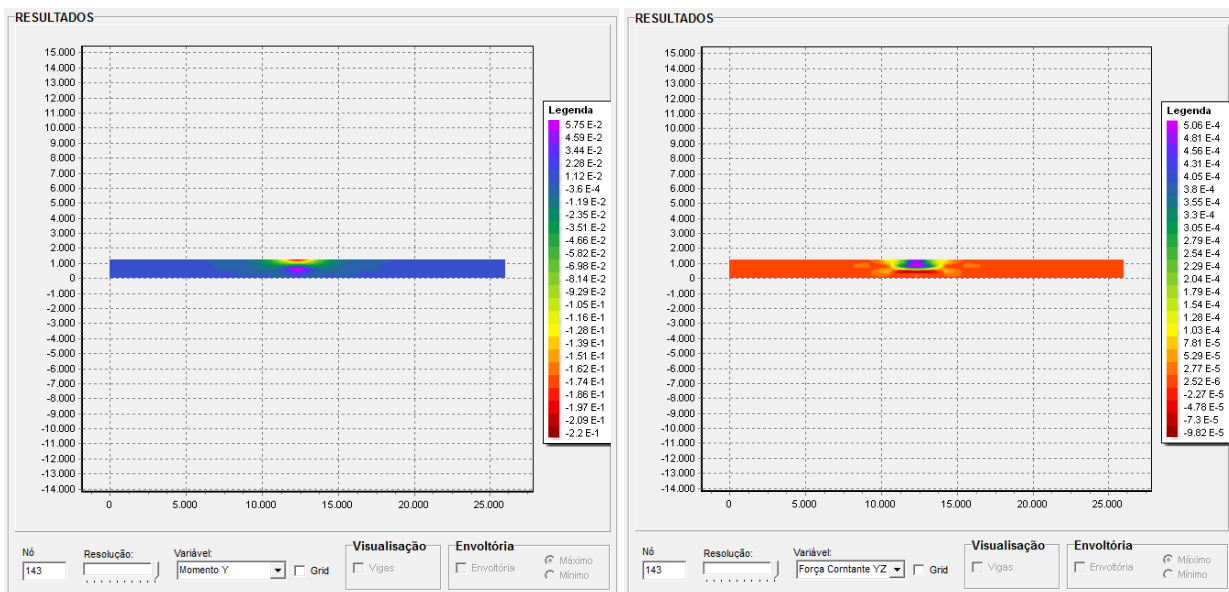 RESULTADOS
15.000
14.000
13.000
12.000
11.000
10.000
9.000
8.000
7.000
6.000
5.000
4.000
3.000
2.000
1.000
0
-1.000
-2.000
-3.000
-4.000
-5.000
-6.000
-7.000
-8.000
-9.000
-10.000
-11.000
-12.000
-13.000
-14.000
0 5.000 10.000 15.000 20.000 25.000
Legenda
5.75 E-2
4.59 E-2
3.44 E-2
2.28 E-2
1.12 E-2
-3.6 E-4
-1.19 E-2
-2.35 E-2
-3.51 E-2
-4.66 E-2
-5.82 E-2
-6.98 E-2
-8.14 E-2
-9.29 E-2
-1.05 E-1
-1.16 E-1
-1.28 E-1
-1.39 E-1
-1.51 E-1
-1.62 E-1
-1.74 E-1
-1.86 E-1
-1.97 E-1
-2.09 E-1
-2.2 E-1
Nó
143
Resolução:
Variável:
Momento Y
Grid
Visualisação
Vigas
Envoltória
Envoltória
Máximo
Mínimo
RESULTADOS
15.000
14.000
13.000
12.000
11.000
10.000
9.000
8.000
7.000
6.000
5.000
4.000
3.000
2.000
1.000
0
-1.000
-2.000
-3.000
-4.000
-5.000
-6.000
-7.000
-8.000
-9.000
-10.000
-11.000
-12.000
-13.000
-14.000
0 5.000 10.000 15.000 20.000 25.000
Legenda
5.06 E-4
4.81 E-4
4.56 E-4
4.31 E-4
4.05 E-4
3.8 E-4
3.55 E-4
3.3 E-4
3.05 E-4
2.79 E-4
2.54 E-4
2.29 E-4
2.04 E-4
1.79 E-4
1.54 E-4
1.28 E-4
1.03 E-4
7.81 E-5
5.29 E-5
2.77 E-5
2.52 E-6
-2.27 E-5
-4.78 E-5
-7.3 E-5
-9.82 E-5
Nó
143
Resolução:
Variável:
Força Corntante YZ
Grid
Visualisação
Vigas
Envoltória
Envoltória
Máximo
Mínimo